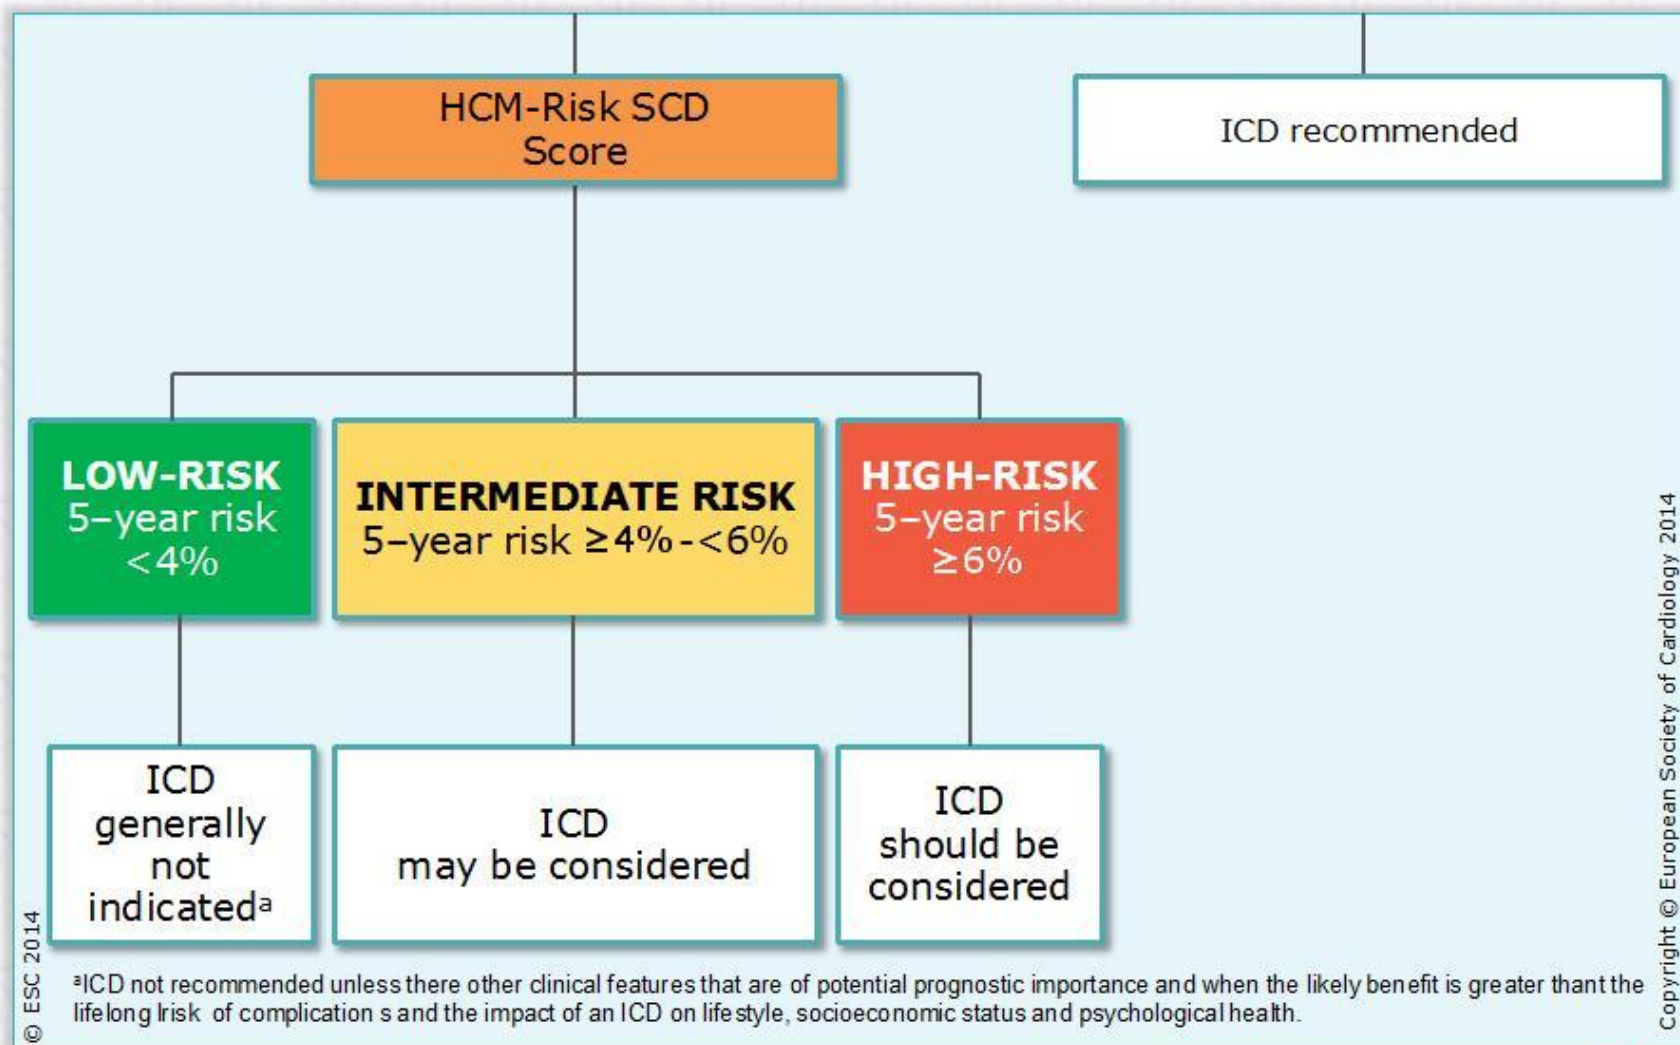 HCM-Risk SCD
Score
ICD recommended
LOW-RISK
5–year risk
<4%
INTERMEDIATE RISK
5–year risk ≥4%-<6%
HIGH-RISK
5–year risk
≥6%
ICD
generally
not
indicatedᵃ
ICD
may be considered
ICD
should be
considered
ᵃICD not recommended unless there other clinical features that are of potential prognostic importance and when the likely benefit is greater thant the
lifelong lrisk of complication s and the impact of an ICD on lifestyle, socioeconomic status and psychological health.
© ESC 2014
Copyright © European Society of Cardiology 2014